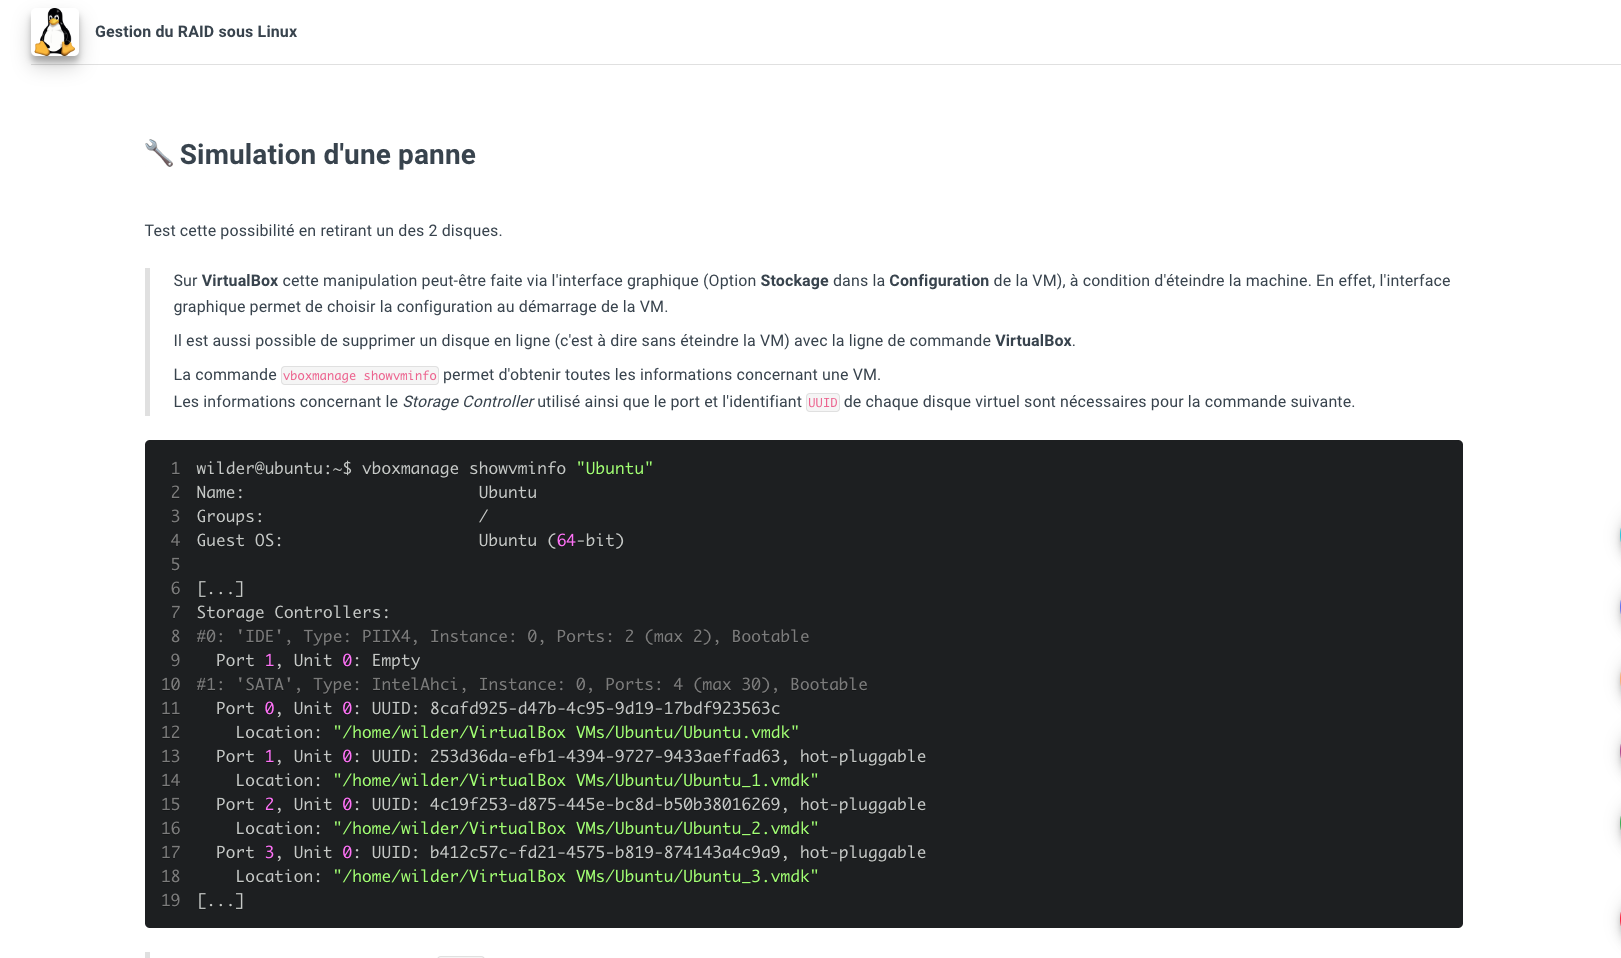 Gestion du RAID sous Linux
Simulation d'une panne
Test cette possibilité en retirant un des 2 disques.
Sur VirtualBox cette manipulation peut-être faite via l'interface graphique (Option Stockage dans la Configuration de la VM), à condition d'éteindre la machine. En effet, l'interface
graphique permet de choisir la configuration au démarrage de la VM.
Il est aussi possible de supprimer un disque en ligne (c'est à dire sans éteindre la VM) avec la ligne de commande VirtualBox.
La commande vboxmanage showvminfo permet d'obtenir toutes les informations concernant une VM.
Les informations concernant le Storage Controller utilisé ainsi que le port et l'identifiant UUID de chaque disque virtuel sont nécessaires pour la commande suivante.
1 wilder@ubuntu:~$ vboxmanage showvminfo "Ubuntu"
2 Name:                        Ubuntu
3 Groups:                      /
4 Guest OS:                    Ubuntu (64-bit)
5
6 [...]
7 Storage Controllers:
8 #0: 'IDE', Type: PIIX4, Instance: 0, Ports: 2 (max 2), Bootable
9   Port 1, Unit 0: Empty
10 #1: 'SATA', Type: IntelAhci, Instance: 0, Ports: 4 (max 30), Bootable
11   Port 0, Unit 0: UUID: 8cafd925-d47b-4c95-9d19-17bdf923563c
12     Location: "/home/wilder/VirtualBox VMs/Ubuntu/Ubuntu.vmdk"
13   Port 1, Unit 0: UUID: 253d36da-efb1-4394-9727-9433aeffad63, hot-pluggable
14     Location: "/home/wilder/VirtualBox VMs/Ubuntu/Ubuntu_1.vmdk"
15   Port 2, Unit 0: UUID: 4c19f253-d875-445e-bc8d-b50b38016269, hot-pluggable
16     Location: "/home/wilder/VirtualBox VMs/Ubuntu/Ubuntu_2.vmdk"
17   Port 3, Unit 0: UUID: b412c57c-fd21-4575-b819-874143a4c9a9, hot-pluggable
18     Location: "/home/wilder/VirtualBox VMs/Ubuntu/Ubuntu_3.vmdk"
19 [...]